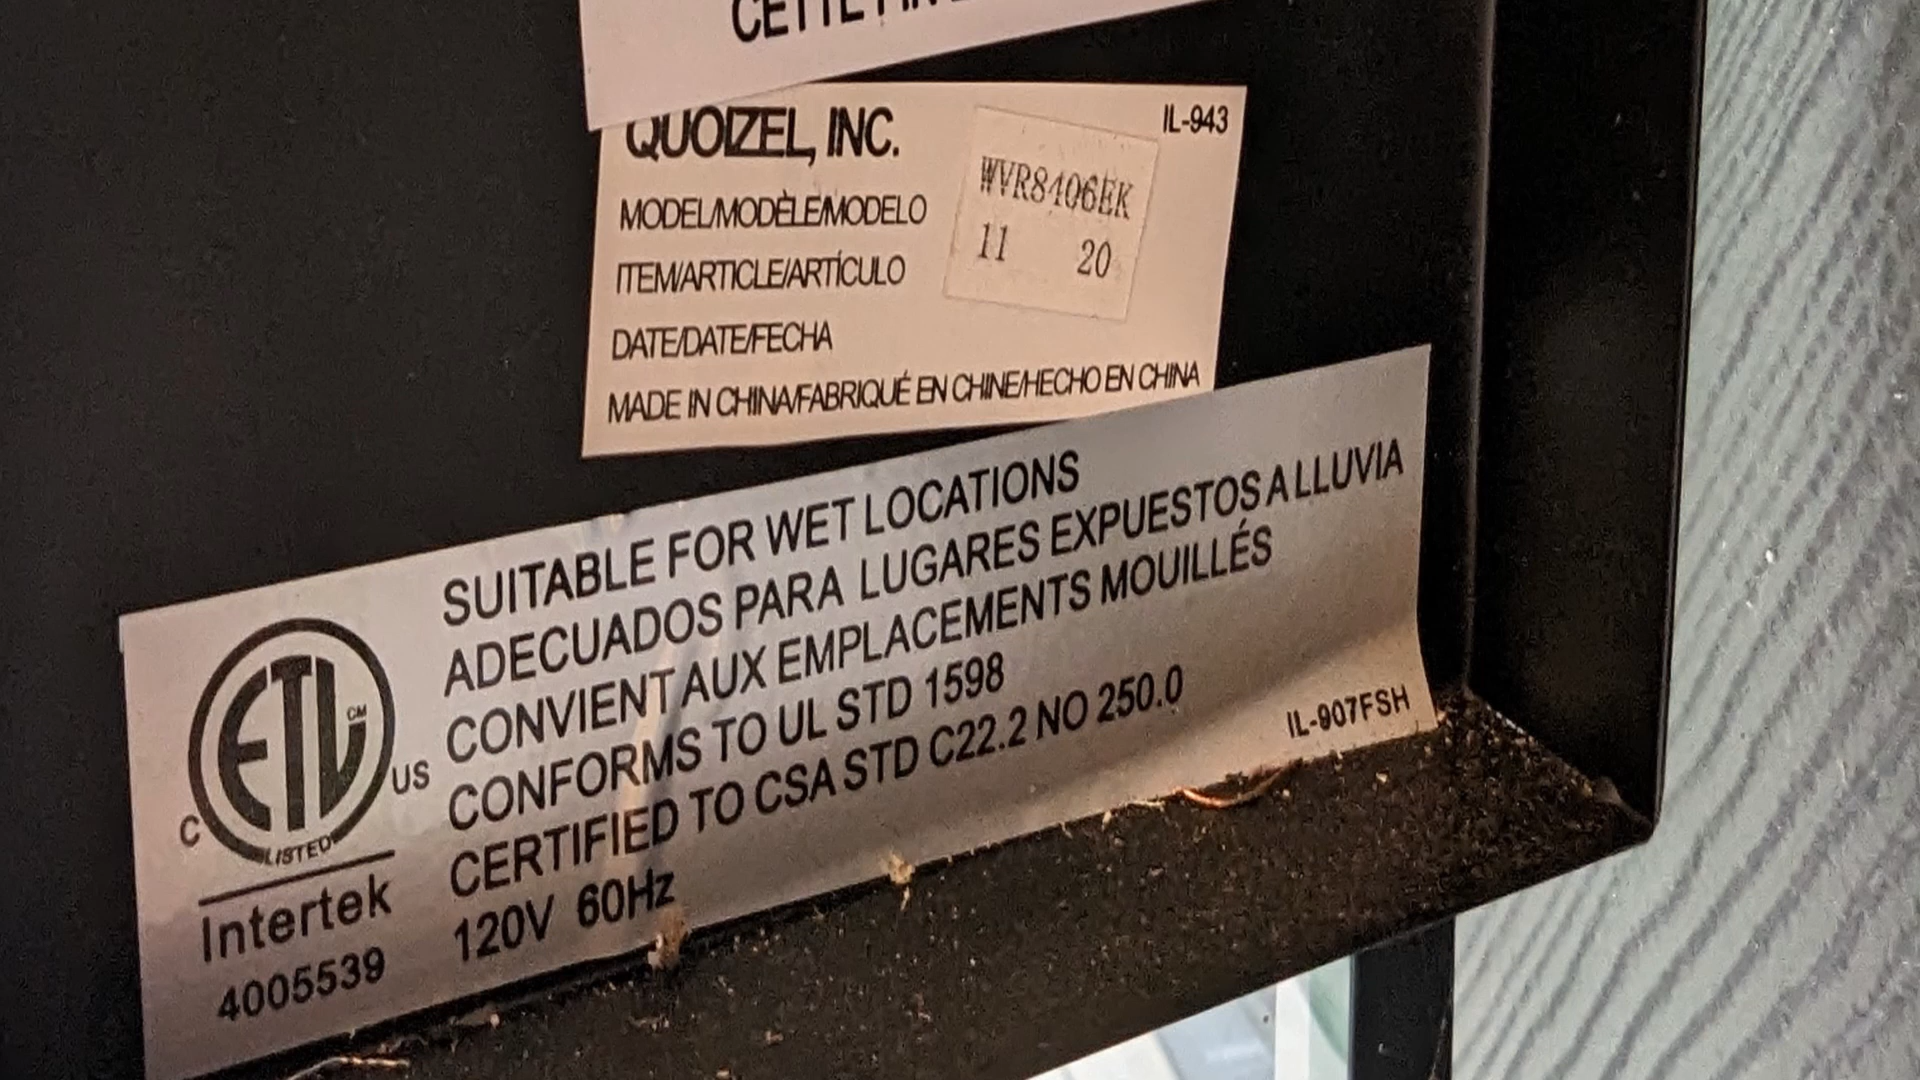 QUOIZEL, INC.
IL-943
MODEL/MODÈLE/MODELO
WVR8406EK
ITEM/ARTICLE/ARTÍCULO
11 20
DATE/DATE/FECHA
MADE IN CHINA/FABRIQUÉ EN CHINE/HECHO EN CHINA
SUITABLE FOR WET LOCATIONS
ADECUADOS PARA LUGARES EXPUESTOS A LLUVIA
CONVIENT AUX EMPLACEMENTS MOUILLÉS
CONFORMS TO UL STD 1598
CERTIFIED TO CSA STD C22.2 NO 250.0
120V 60Hz
IL-907FSH
ETL CM
C US
LISTED
Intertek
4005539